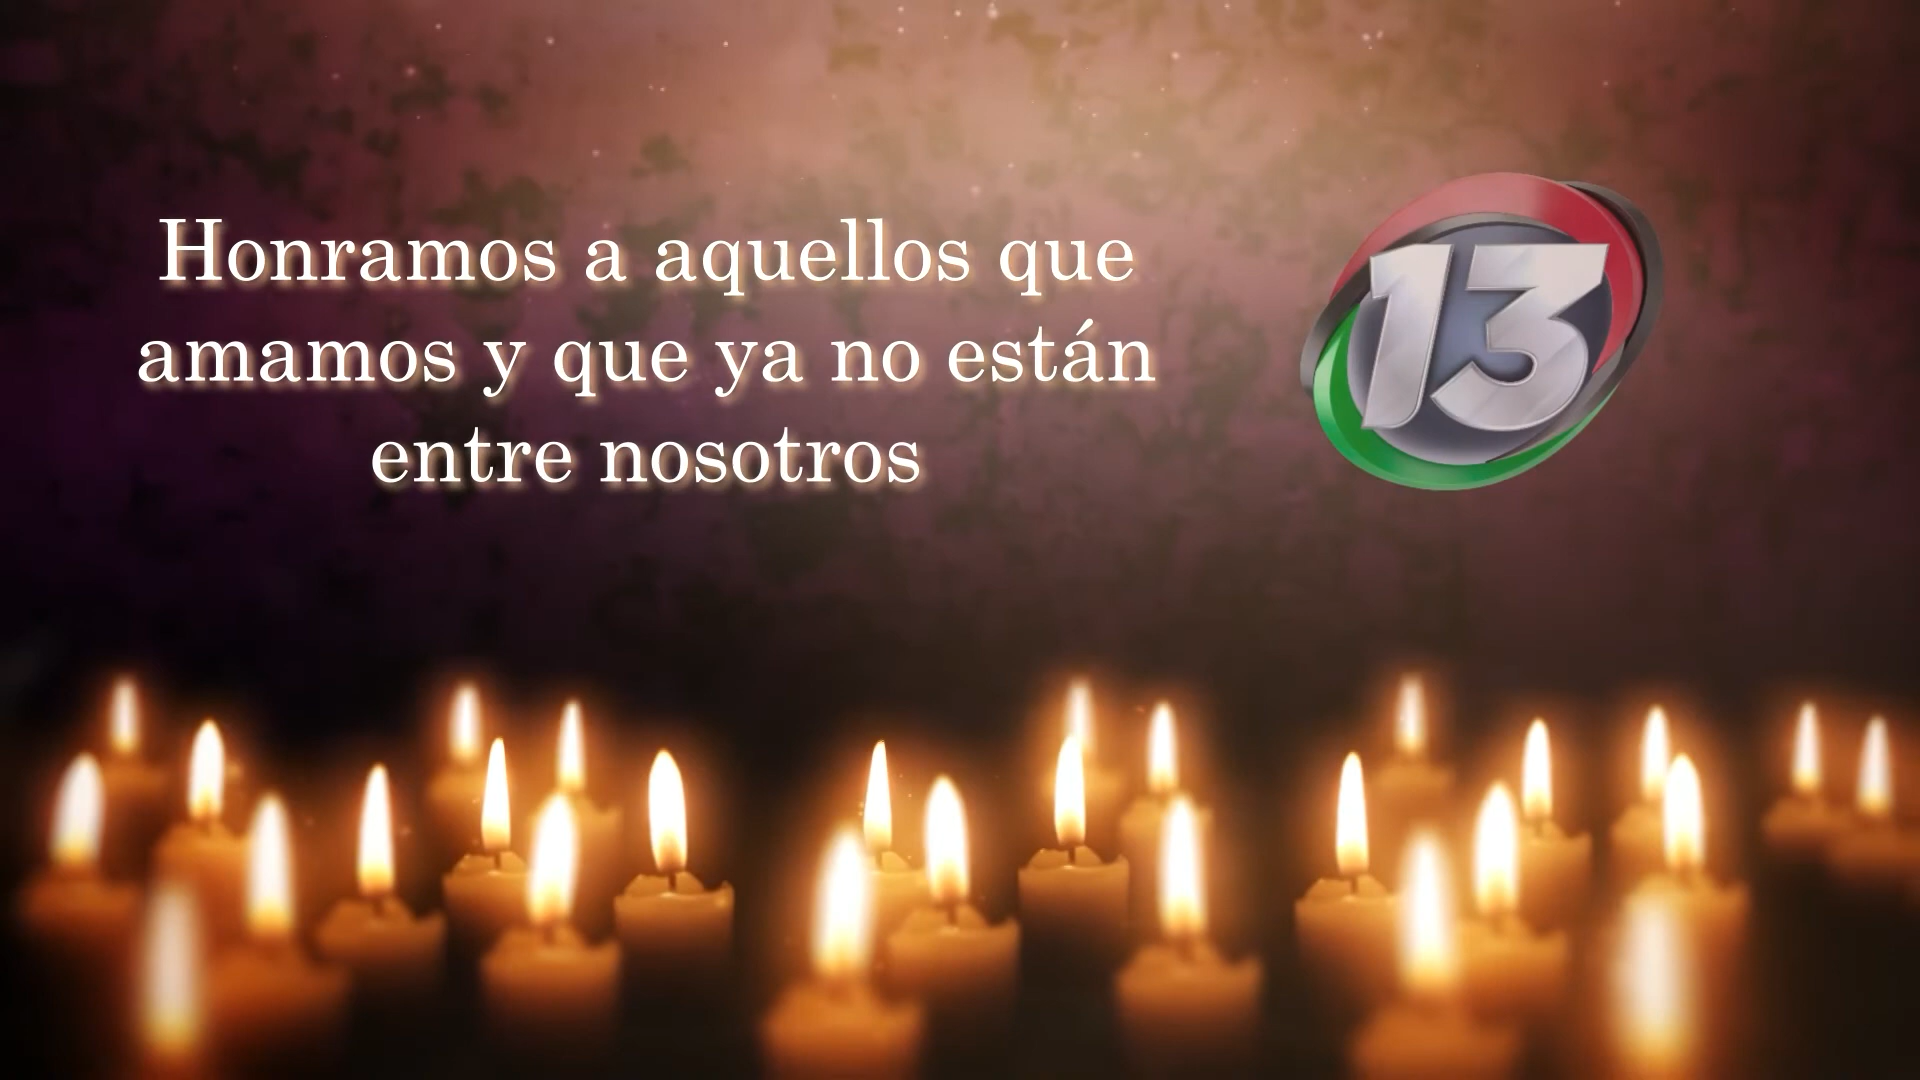 Honramos a aquellos que
amamos y que ya no están
entre nosotros
13